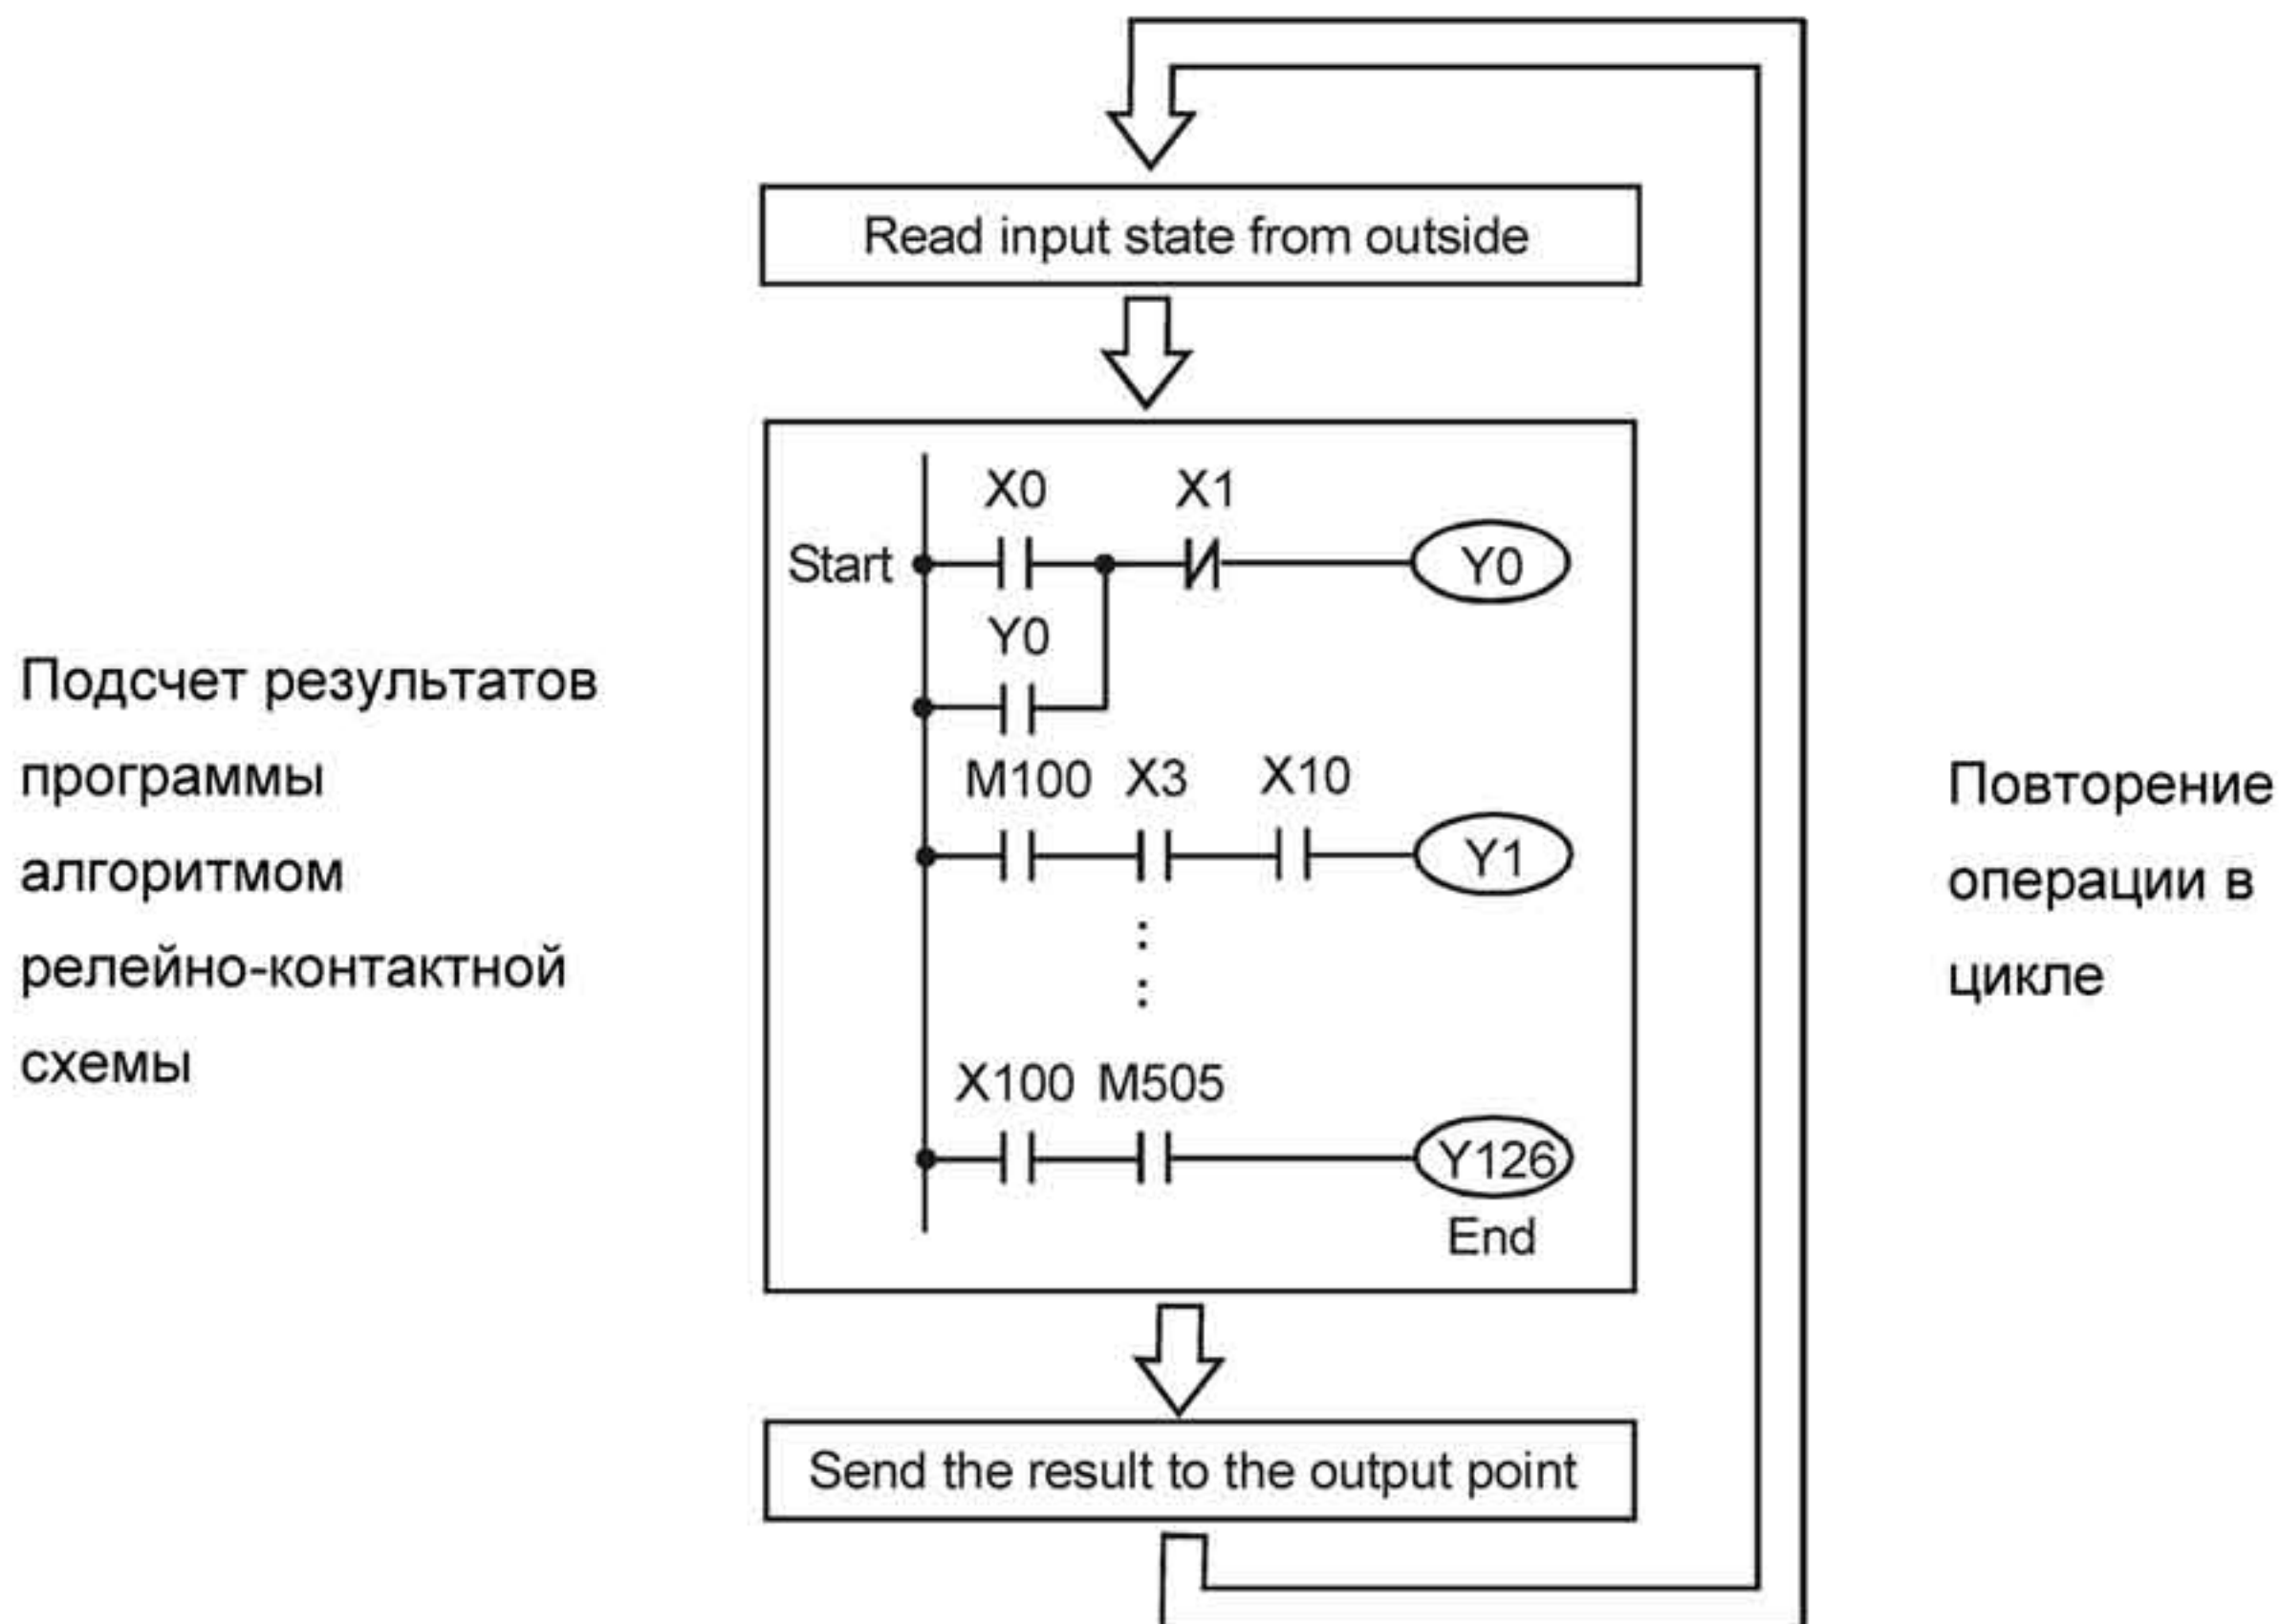 Read input state from outside
X0 X1
Start Y0
Y0
M100 X3 X10
Y1
X100 M505
Y126
End
Send the result to the output point
Подсчет результатов
программы
алгоритмом
релейно-контактной
схемы
Повторение
операции в
цикле